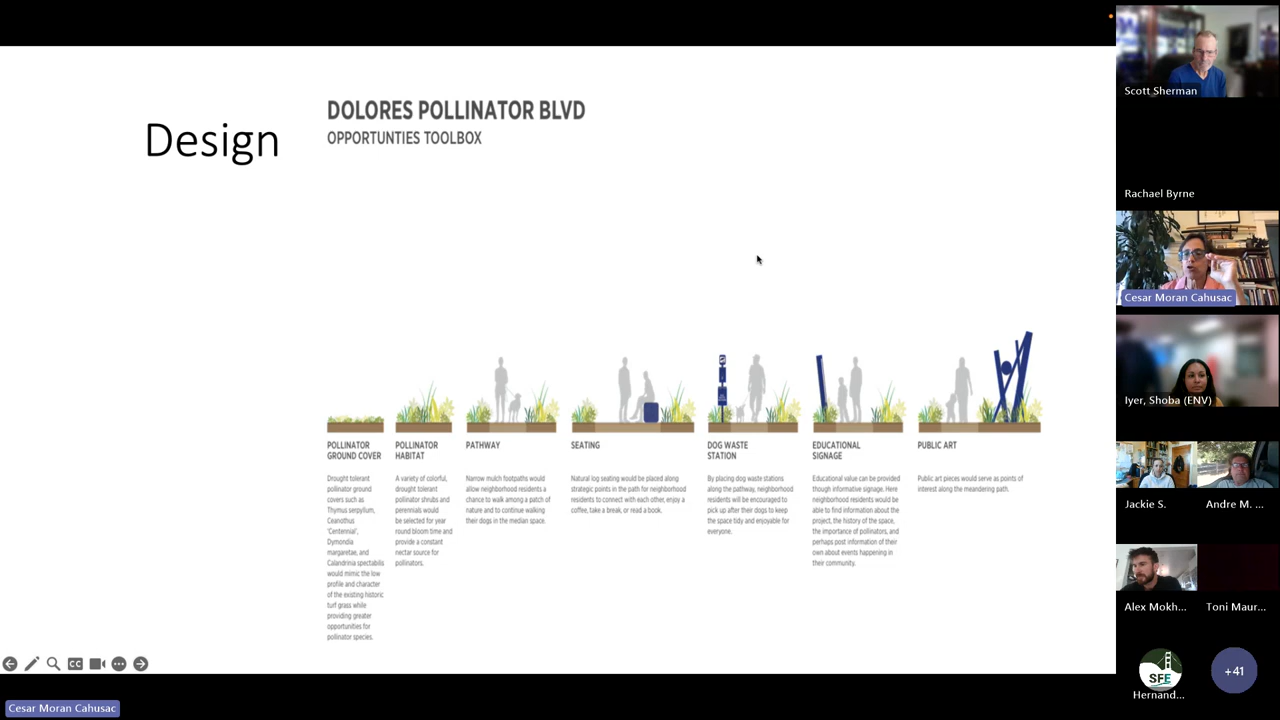 Design
DOLORES POLLINATOR BLVD
OPPORTUNTIES TOOLBOX
POLLINATOR
GROUND COVER
Drought tolerant
pollinator ground
covers such as
Thymus serpyllum,
Ceanothus
'Centennial',
Dymondia
margaretae, and
Calandrinia spectabilis
would mimic the low
profile and character
of the existing historic
turf grass while
providing greater
opportunities for
pollinator species.
POLLINATOR
HABITAT
A variety of colorful,
drought tolerant
pollinator shrubs and
perennials would
be selected for year
round bloom time and
provide a constant
nectar source for
pollinators.
PATHWAY
Narrow mulch footpaths would
allow neighborhood residents a
chance to walk among a patch of
nature and to continue walking
their dogs in the median space.
SEATING
Natural log seating would be placed along
strategic points in the path for neighborhood
residents to connect with each other, enjoy a
coffee, take a break, or read a book.
DOG WASTE
STATION
By placing dog waste stations
along the pathway, neighborhood
residents will be encouraged to
pick up after their dogs to keep
the space tidy and enjoyable for
everyone.
EDUCATIONAL
SIGNAGE
Educational value can be provided
though informative signage. Here
neighborhood residents would be
able to find information about the
project, the history of the space,
the importance of pollinators, and
perhaps post information of their
own about events happening in
their community.
PUBLIC ART
Public art pieces would serve as points of
interest along the meandering path.
CC
Cesar Moran Cahusac
Scott Sherman
Rachael Byrne
Cesar Moran Cahusac
Iyer, Shoba (ENV)
Jackie S.
Andre M. ...
Alex Mokh...
Toni Maur...
SFE
Hernand...
+41